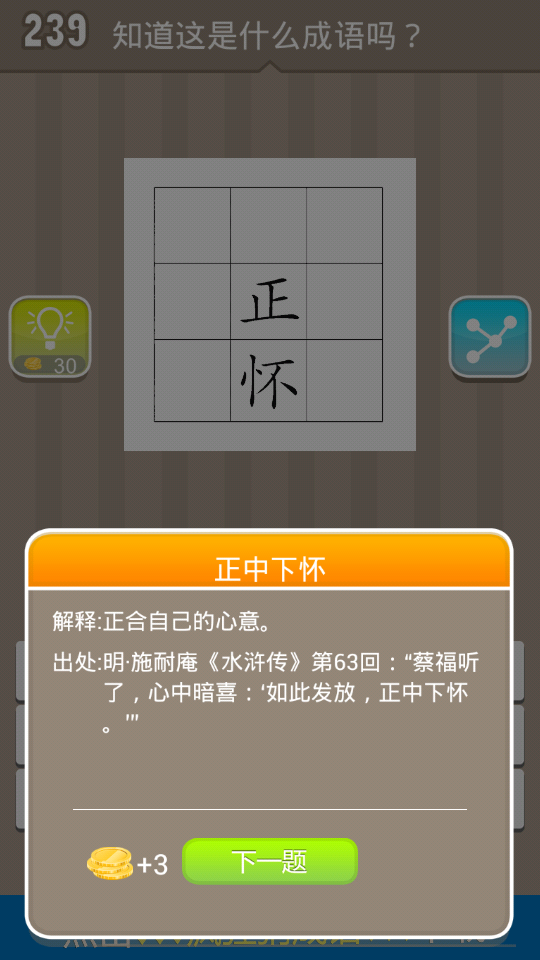 239 知道这是什么成语吗？
正
30
怀
正中下怀
解释:正合自己的心意。
出处:明·施耐庵《水浒传》第63回：“蔡福听
了，心中暗喜：‘如此发放，正中下怀
。’”
+3 下一题